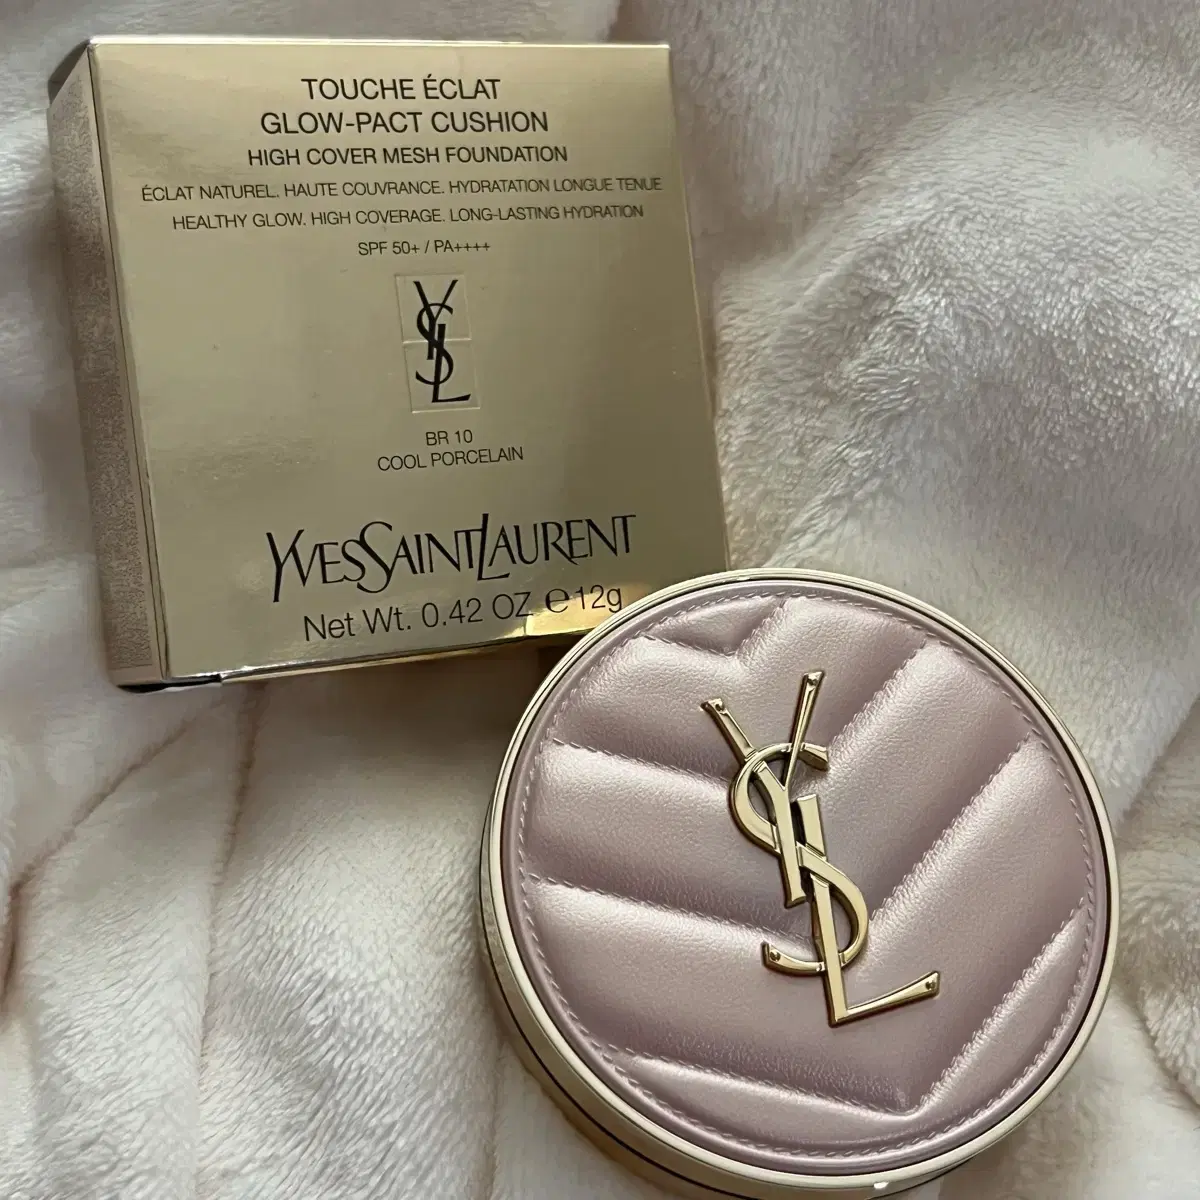 TOUCHE ÉCLAT
GLOW-PACT CUSHION
HIGH COVER MESH FOUNDATION
ÉCLAT NATUREL. HAUTE COUVRANCE. HYDRATATION LONGUE TENUE
HEALTHY GLOW. HIGH COVERAGE. LONG-LASTING HYDRATION
SPF 50+ / PA++++
YSL
BR 10
COOL PORCELAIN
YVESSAINTLAURENT
Net Wt. 0.42 OZ ℮ 12g
YSL